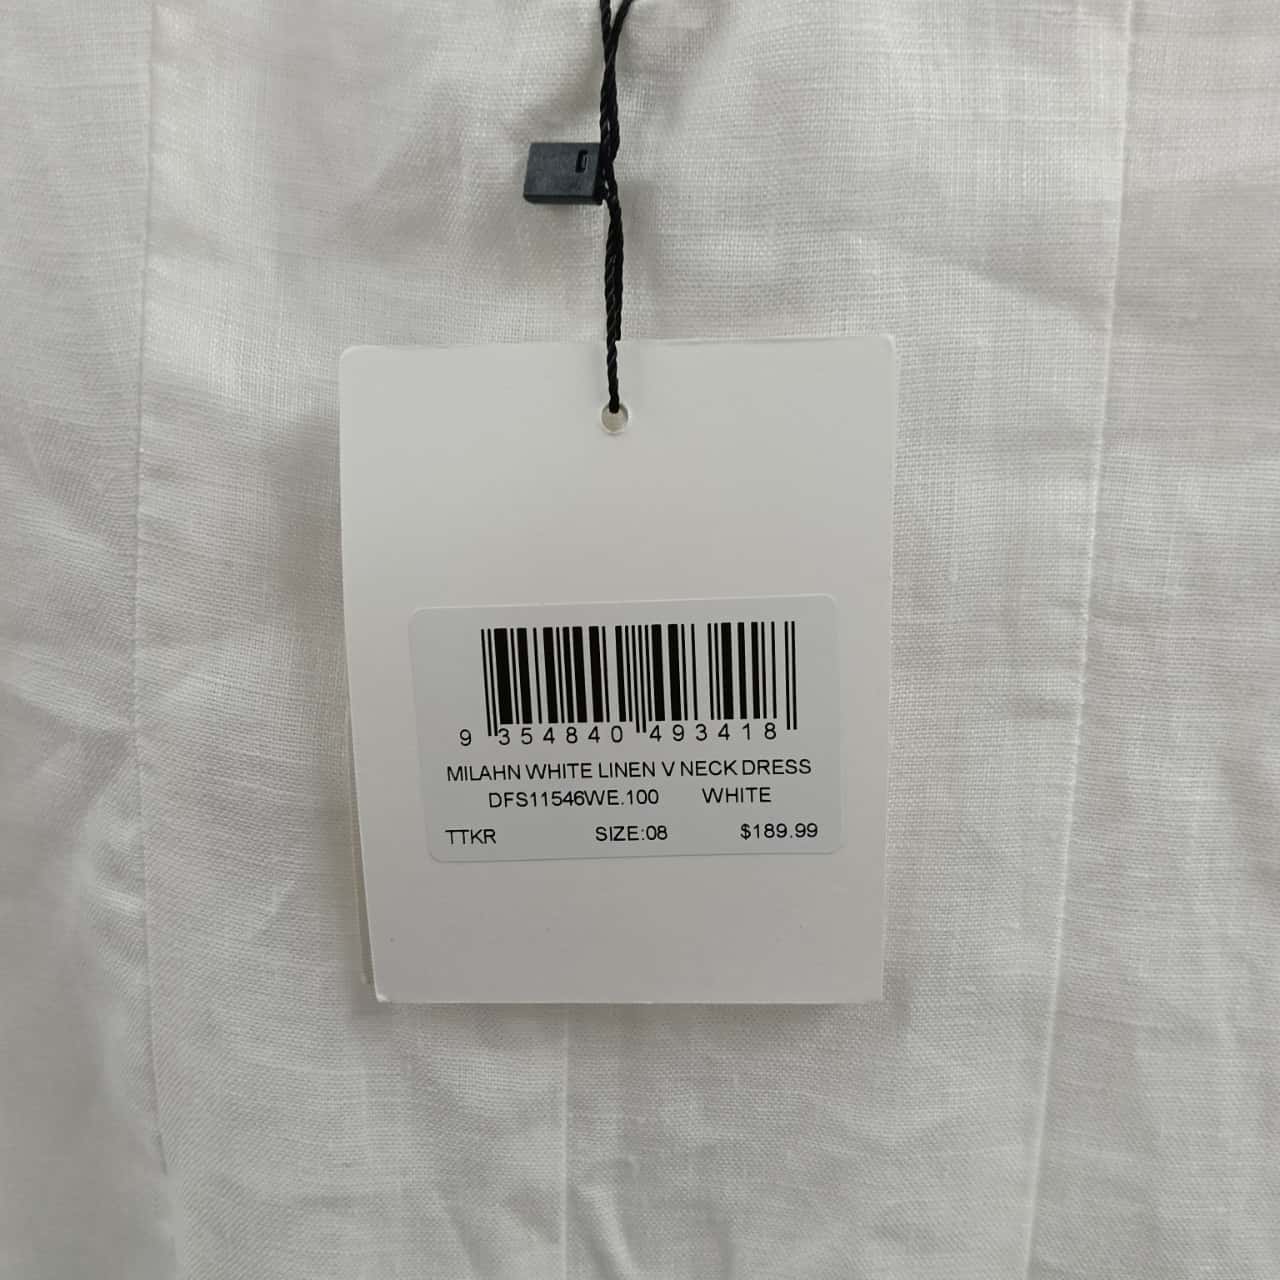 9 354840 493418
MILAHN WHITE LINEN V NECK DRESS
DFS11546WE.100 WHITE
TTKR SIZE:08 $189.99